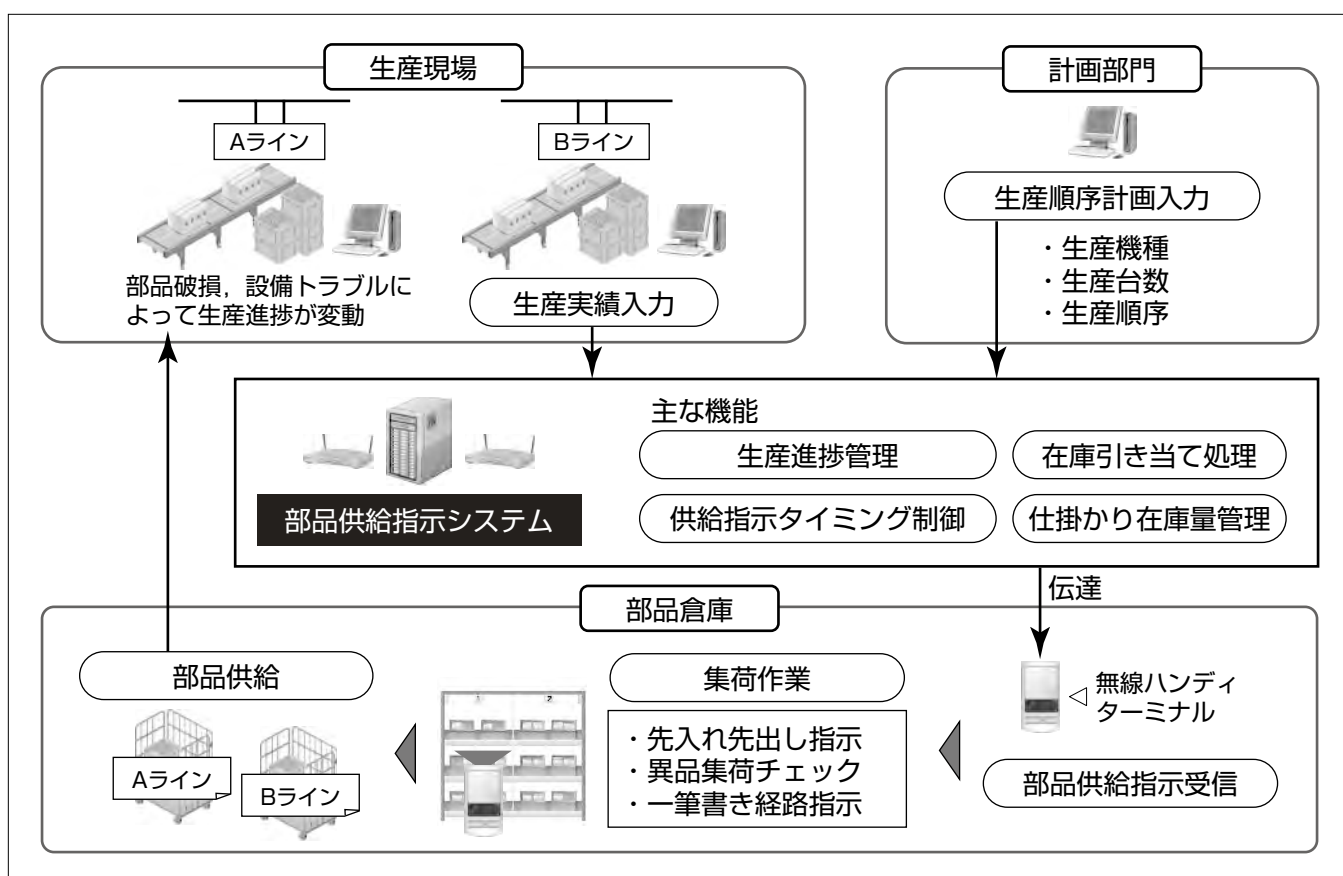 生産現場
Aライン
Bライン
部品破損，設備トラブルに
よって生産進捗が変動
生産実績入力
計画部門
生産順序計画入力
・生産機種
・生産台数
・生産順序
部品供給指示システム
主な機能
生産進捗管理
在庫引き当て処理
供給指示タイミング制御
仕掛かり在庫量管理
伝達
部品倉庫
部品供給
Aライン
Bライン
集荷作業
・先入れ先出し指示
・異品集荷チェック
・一筆書き経路指示
無線ハンディ
ターミナル
部品供給指示受信